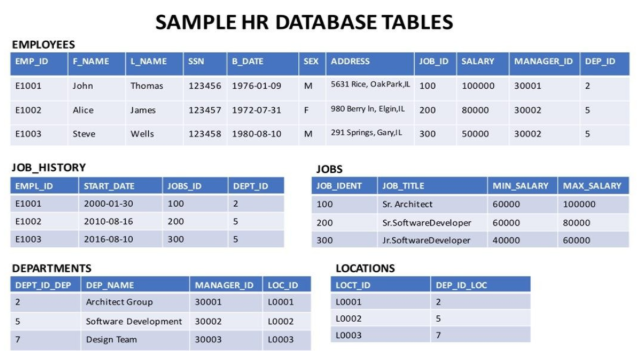 SAMPLE HR DATABASE TABLES
EMPLOYEES
EMP_ID F_NAME L_NAME SSN B_DATE SEX ADDRESS JOB_ID SALARY MANAGER_ID DEP_ID
E1001 John Thomas 123456 1976-01-09 M 5631 Rice, OakPark,IL 100 100000 30001 2
E1002 Alice James 123457 1972-07-31 F 980 Berry ln, Elgin,IL 200 80000 30002 5
E1003 Steve Wells 123458 1980-08-10 M 291 Springs, Gary,IL 300 50000 30002 5
JOB_HISTORY
EMPL_ID START_DATE JOBS_ID DEPT_ID
E1001 2000-01-30 100 2
E1002 2010-08-16 200 5
E1003 2016-08-10 300 5
JOBS
JOB_IDENT JOB_TITLE MIN_SALARY MAX_SALARY
100 Sr. Architect 60000 100000
200 Sr.SoftwareDeveloper 60000 80000
300 Jr.SoftwareDeveloper 40000 60000
DEPARTMENTS
DEPT_ID_DEP DEP_NAME MANAGER_ID LOC_ID
2 Architect Group 30001 L0001
5 Software Development 30002 L0002
7 Design Team 30003 L0003
LOCATIONS
LOCT_ID DEP_ID_LOC
L0001 2
L0002 5
L0003 7